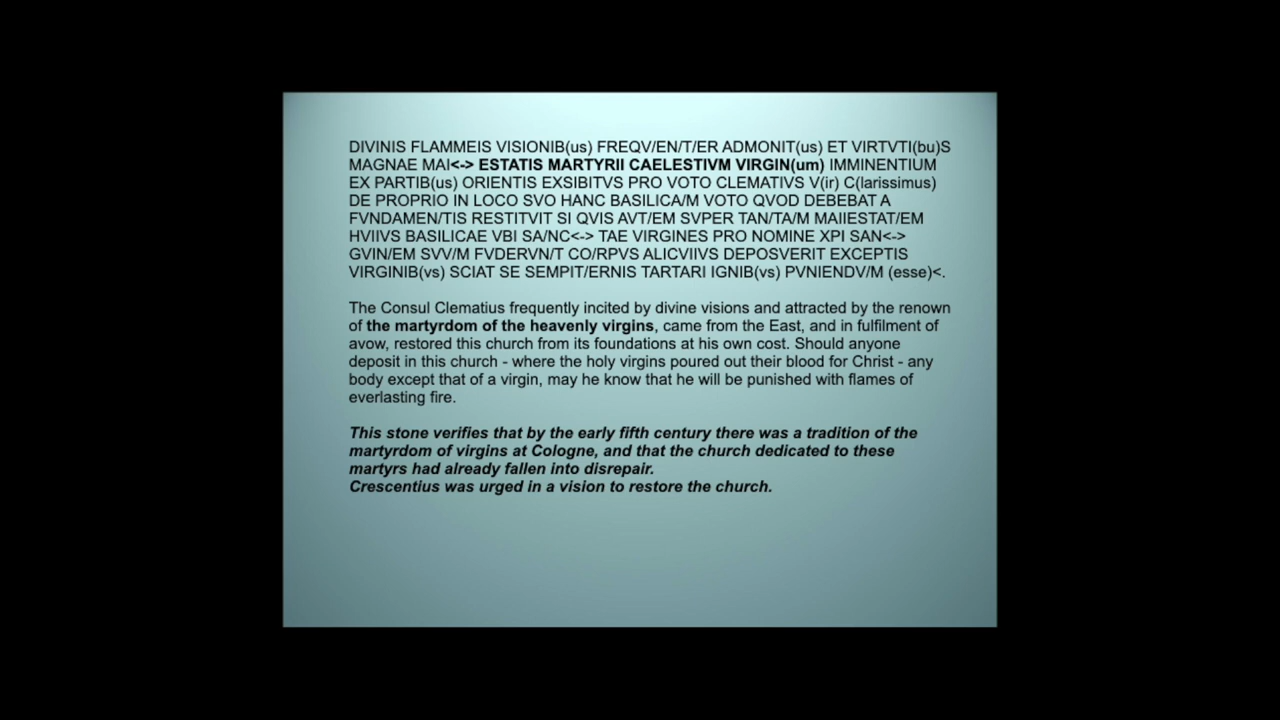 DIVINIS FLAMMEIS VISIONIB(us) FREQV/EN/T/ER ADMONIT(us) ET VIRTVTI(bu)S
MAGNAE MAI<-> ESTATIS MARTYRII CAELESTIVM VIRGIN(um) IMMINENTIUM
EX PARTIB(us) ORIENTIS EXSIBITVS PRO VOTO CLEMATIVS V(ir) C(larissimus)
DE PROPRIO IN LOCO SVO HANC BASILICA/M VOTO QVOD DEBEBAT A
FVNDAMEN/TIS RESTITVIT SI QVIS AVT/EM SVPER TAN/TA/M MAIIESTAT/EM
HVIIVS BASILICAE VBI SA/NC<-> TAE VIRGINES PRO NOMINE XPI SAN<->
GVIN/EM SVV/M FVDERVN/T CO/RPVS ALICVIIVS DEPOSVERIT EXCEPTIS
VIRGINIB(vs) SCIAT SE SEMPIT/ERNIS TARTARI IGNIB(vs) PVNIENDV/M (esse)<.
The Consul Clematius frequently incited by divine visions and attracted by the renown
of the martyrdom of the heavenly virgins, came from the East, and in fulfilment of
avow, restored this church from its foundations at his own cost. Should anyone
deposit in this church - where the holy virgins poured out their blood for Christ - any
body except that of a virgin, may he know that he will be punished with flames of
everlasting fire.
This stone verifies that by the early fifth century there was a tradition of the
martyrdom of virgins at Cologne, and that the church dedicated to these
martyrs had already fallen into disrepair.
Crescentius was urged in a vision to restore the church.